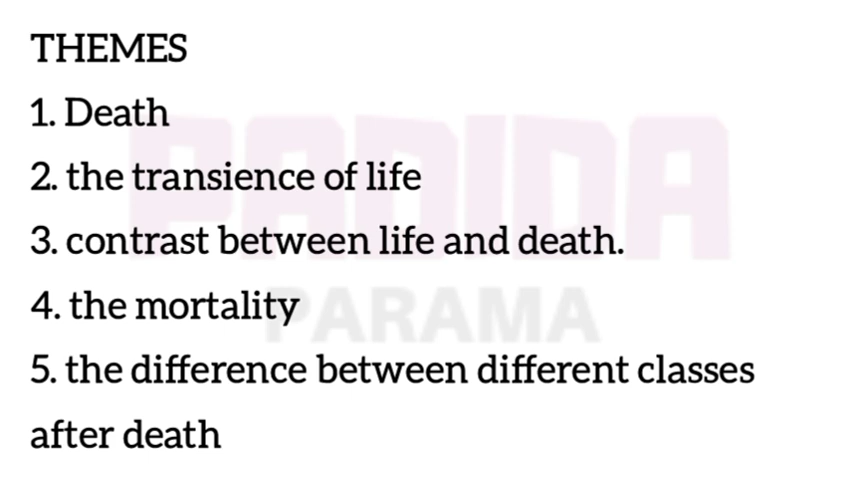 THEMES
1. Death
2. the transience of life
3. contrast between life and death.
4. the mortality
5. the difference between different classes
after death
PADIDA
PARAMA